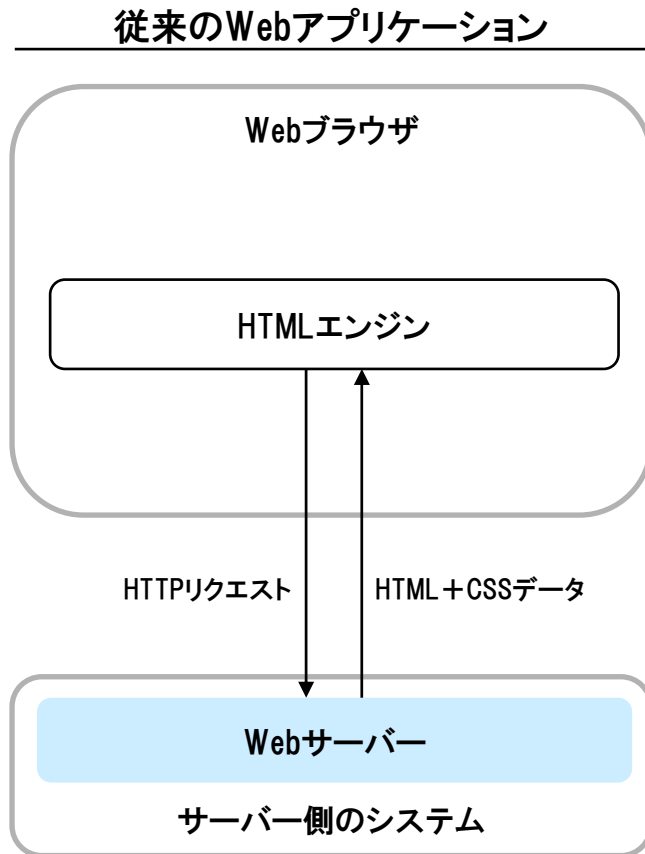 従来のWebアプリケーション
Webブラウザ
HTMLエンジン
HTTPリクエスト
HTML+CSSデータ
Webサーバー
サーバー側のシステム